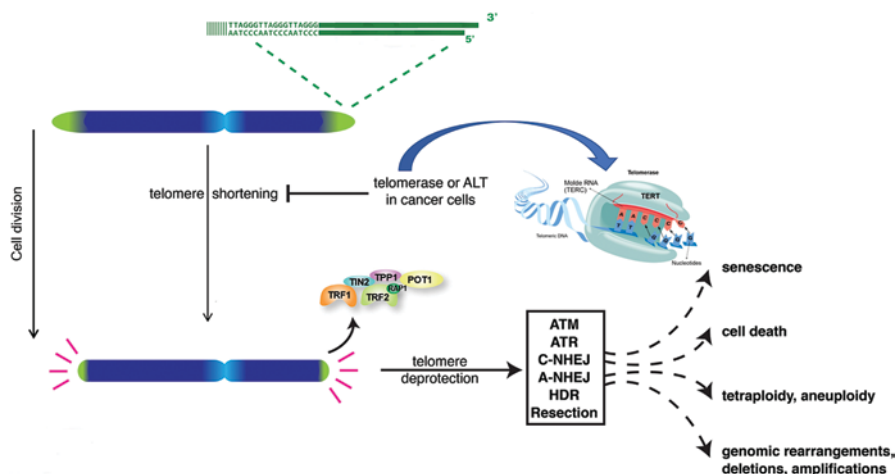 TTAGGGTTAGGGTTAGGG
3'
AATCCCAATCCCAATCCC
5'
Cell division
telomere shortening
telomerase or ALT
in cancer cells
Telomerase
Molde RNA
(TERC)
TERT
Telomeric DNA
Nucleotides
TIN2
TPP1
POT1
RAP1
TRF1
TRF2
telomere
deprotection
ATM
ATR
C-NHEJ
A-NHEJ
HDR
Resection
senescence
cell death
tetraploidy, aneuploidy
genomic rearrangements,
deletions, amplifications